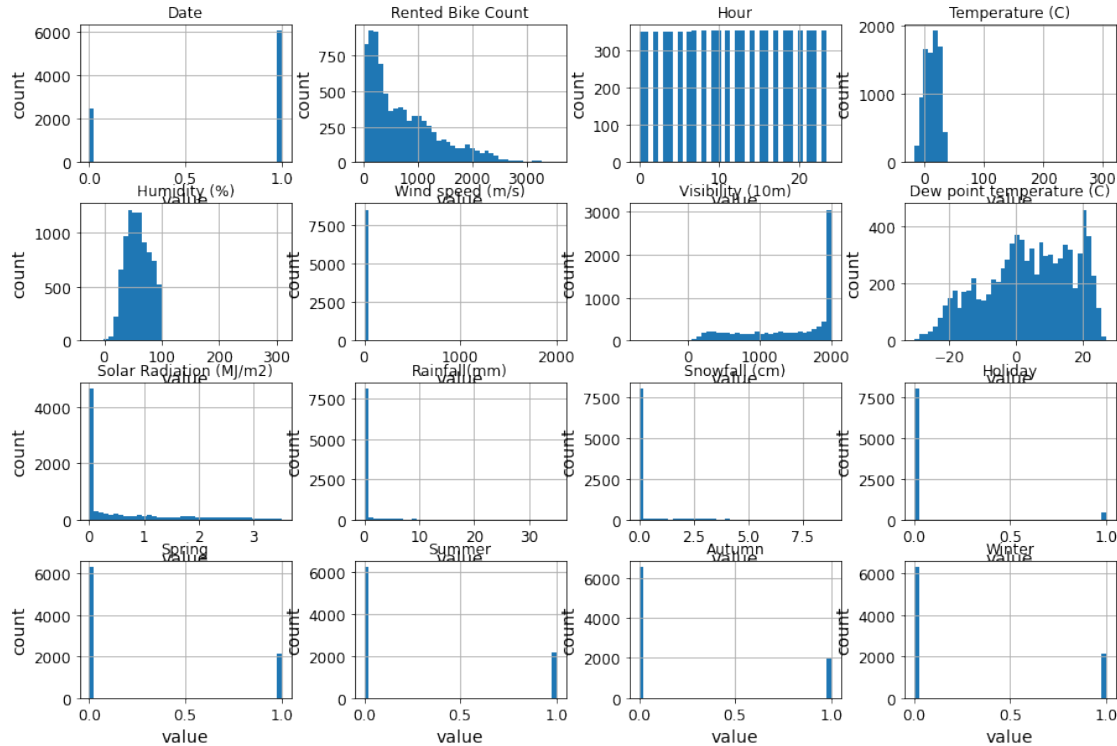 Date Rented Bike Count Hour Temperature (C)
6000 4000 2000 0
count
0.0 0.5 1.0
value
750 500 250 0
count
0 1000 2000 3000
value
300 200 100 0
count
0 10 20
value
2000 1000 0
count
0 100 200 300
value
Humidity (%) Wind speed (m/s) Visibility (10m) Dew point temperature (C)
1000 500 0
count
0 100 200 300
value
7500 5000 2500 0
count
0 1000 2000
value
3000 2000 1000 0
count
0 1000 2000
value
400 200 0
count
−20 0 20
value
Solar Radiation (MJ/m2) Rainfall(mm) Snowfall (cm) Holiday
4000 2000 0
count
0 1 2 3
value
7500 5000 2500 0
count
0 10 20 30
value
7500 5000 2500 0
count
0.0 2.5 5.0 7.5
value
7500 5000 2500 0
count
0.0 0.5 1.0
value
Spring Summer Autumn Winter
6000 4000 2000 0
count
0.0 0.5 1.0
value
6000 4000 2000 0
count
0.0 0.5 1.0
value
6000 4000 2000 0
count
0.0 0.5 1.0
value
6000 4000 2000 0
count
0.0 0.5 1.0
value